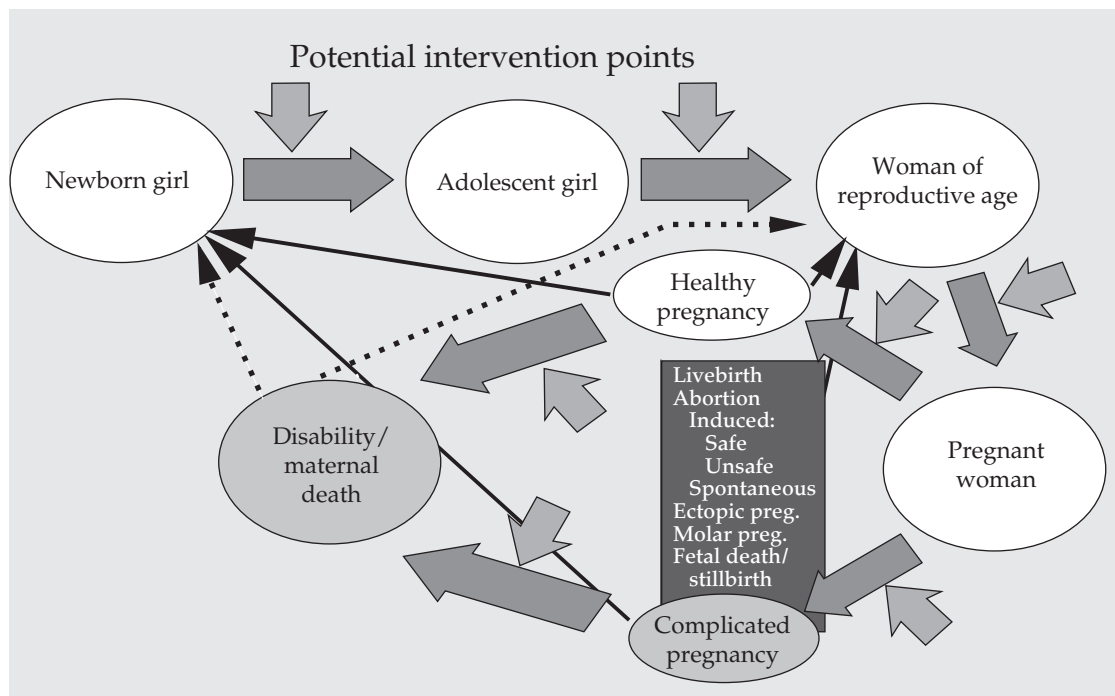 Potential intervention points
Newborn girl
Adolescent girl
Woman of
reproductive age
Healthy
pregnancy
Livebirth
Abortion
Induced:
Safe
Unsafe
Spontaneous
Ectopic preg.
Molar preg.
Fetal death/
stillbirth
Disability/
maternal
death
Pregnant
woman
Complicated
pregnancy